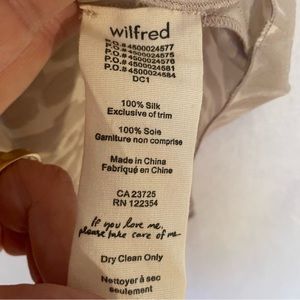 wilfred
P.O.#4500024577
P.O.#4500024575
P.O.#4500024576
P.O.#4500024581
P.O.#4500024584
DC1
100% Silk
Exclusive of trim
100% Soie
Garniture non comprise
Made in China
Fabriqué en Chine
CA 23725
RN 122354
If you love me,
please take care of me
Dry Clean Only
Nettoyer à sec
seulement